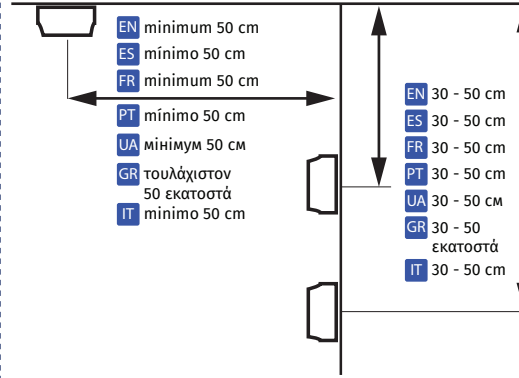 EN minimum 50 cm
ES mínimo 50 cm
FR minimum 50 cm
PT mínimo 50 cm
UA мінімум 50 см
GR τουλάχιστον
50 εκατοστά
IT minimo 50 cm
EN 30 - 50 cm
ES 30 - 50 cm
FR 30 - 50 cm
PT 30 - 50 cm
UA 30 - 50 см
GR 30 - 50
εκατοστά
IT 30 - 50 cm